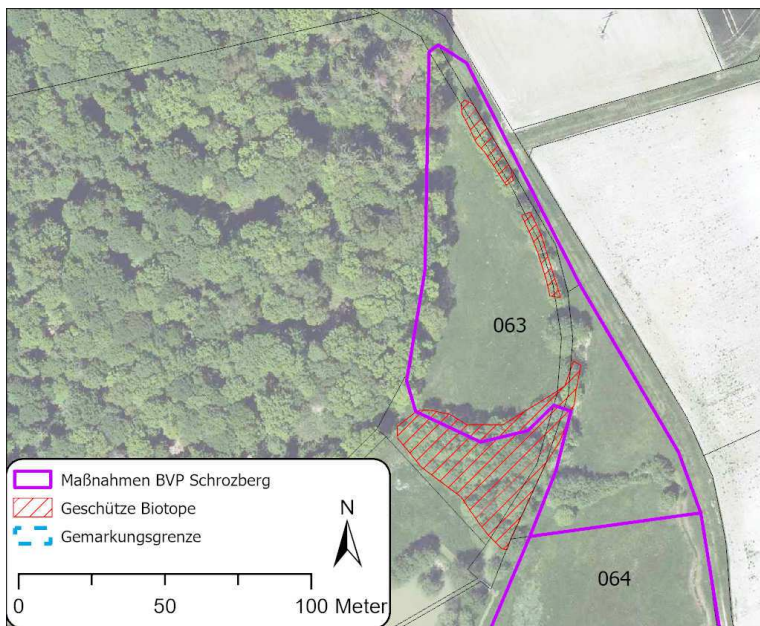 063
064
Maßnahmen BVP Schrozberg
Geschütze Biotope
Gemarkungsgrenze
N
0 50 100 Meter